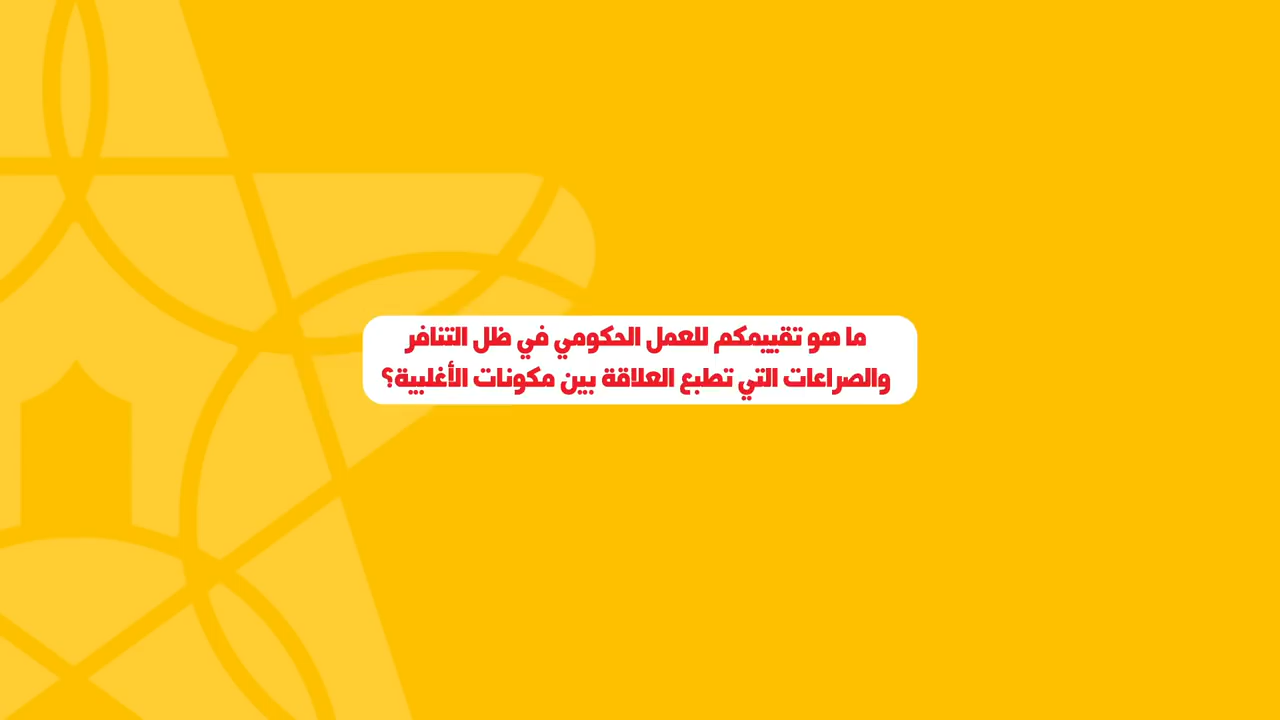 ما هو تقييمكم للعمل الحكومي في ظل التنافر
والصراعات التي تطبع العلاقة بين مكونات الأغلبية؟